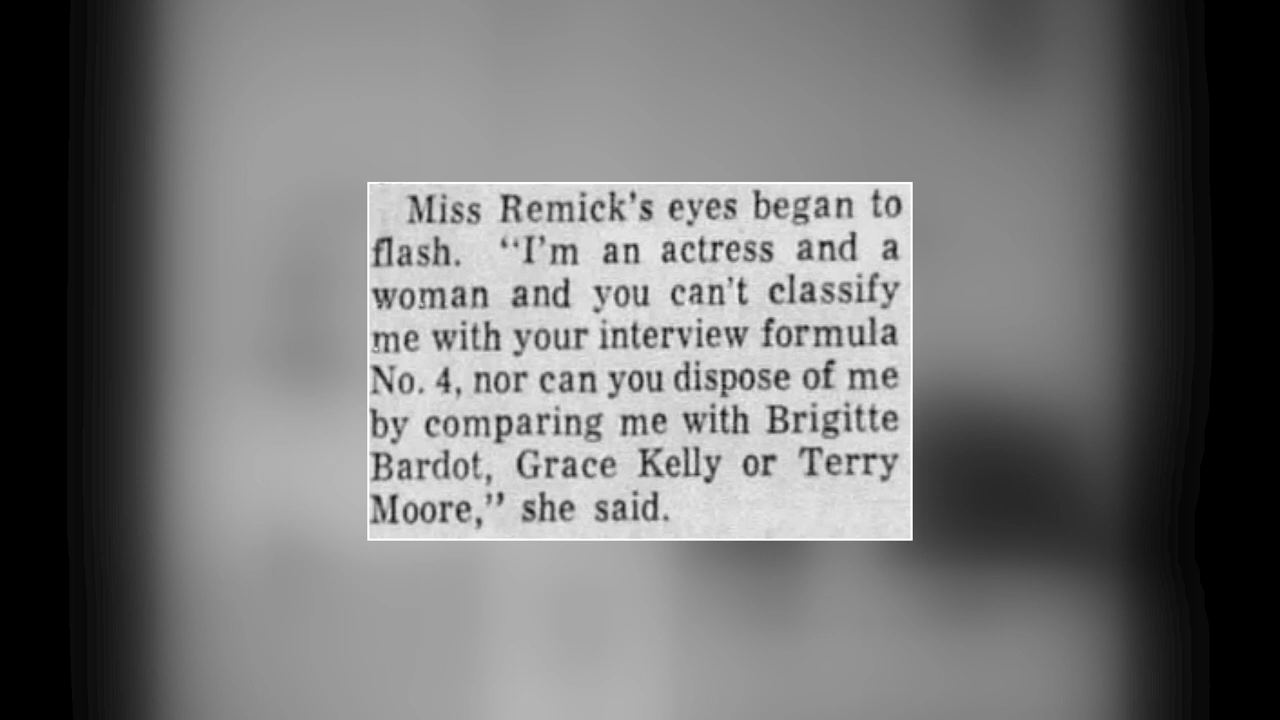 Miss Remick's eyes began to
flash. "I'm an actress and a
woman and you can't classify
me with your interview formula
No. 4, nor can you dispose of me
by comparing me with Brigitte
Bardot, Grace Kelly or Terry
Moore," she said.